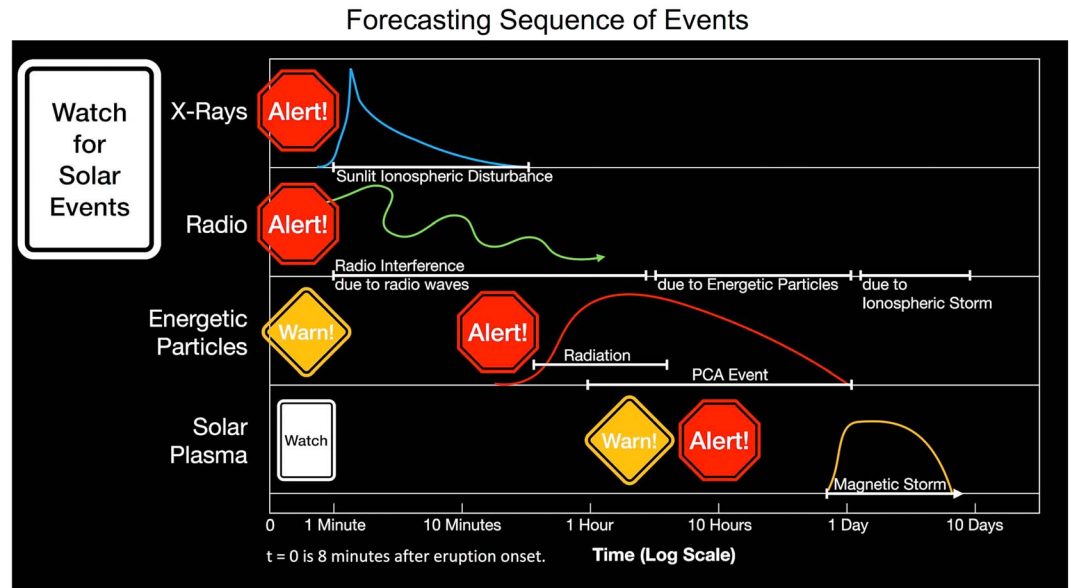 Forecasting Sequence of Events
Watch
for
Solar
Events
X-Rays
Alert!
Sunlit Ionospheric Disturbance
Radio
Alert!
Radio Interference
due to radio waves
due to Energetic Particles
due to
Ionospheric Storm
Energetic
Particles
Warn!
Alert!
Radiation
PCA Event
Solar
Plasma
Watch
Warn!
Alert!
Magnetic Storm
0
1 Minute
10 Minutes
1 Hour
10 Hours
1 Day
10 Days
t = 0 is 8 minutes after eruption onset.
Time (Log Scale)